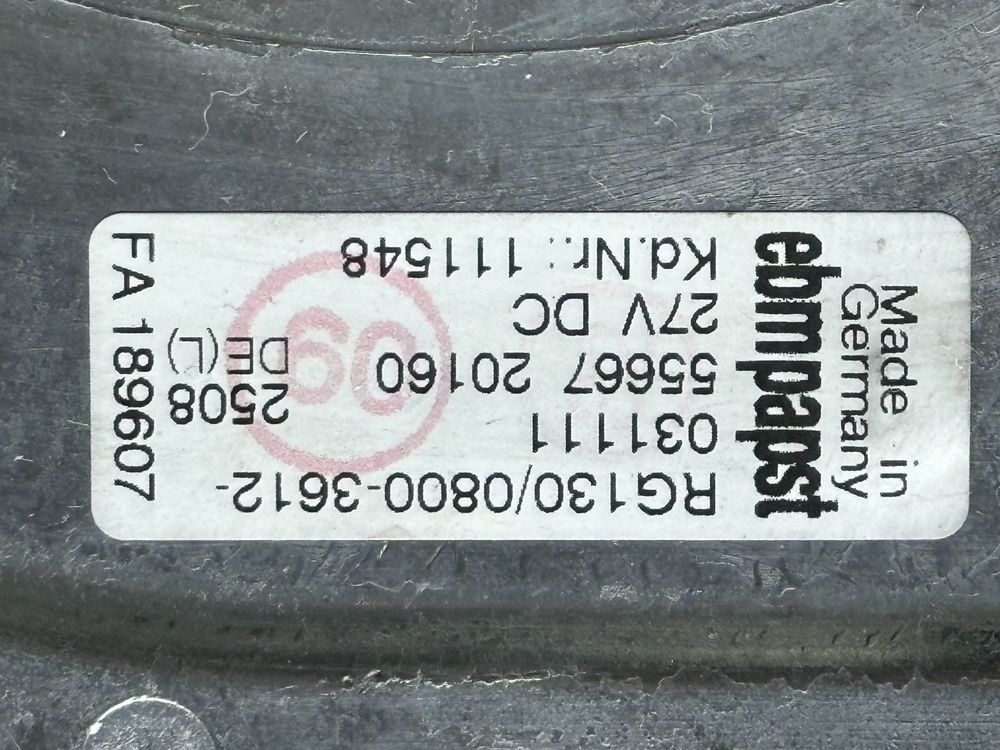 Made in
Germany
ebmpapst
RG130/0800-3612-
031111
55667 20160
27V DC
Kd.Nr.: 111548
2508
DE(L)
FA 189607